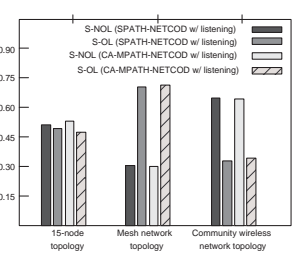 S-NOL (SPATH-NETCOD w/ listening)
S-OL (SPATH-NETCOD w/ listening)
S-NOL (CA-MPATH-NETCOD w/ listening)
S-OL (CA-MPATH-NETCOD w/ listening)
0.90
0.75
0.60
0.45
0.30
0.15
15-node
topology
Mesh network
topology
Community wireless
network topology